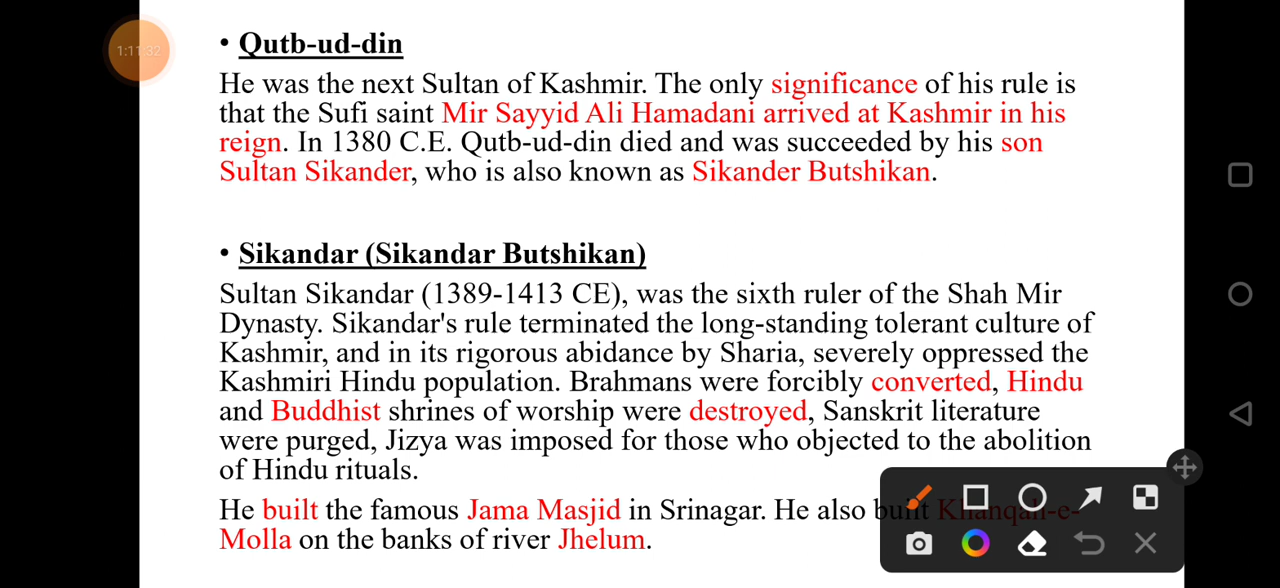 1:11:32
• Qutb-ud-din
He was the next Sultan of Kashmir. The only significance of his rule is
that the Sufi saint Mir Sayyid Ali Hamadani arrived at Kashmir in his
reign. In 1380 C.E. Qutb-ud-din died and was succeeded by his son
Sultan Sikander, who is also known as Sikander Butshikan.
• Sikandar (Sikandar Butshikan)
Sultan Sikandar (1389-1413 CE), was the sixth ruler of the Shah Mir
Dynasty. Sikandar's rule terminated the long-standing tolerant culture of
Kashmir, and in its rigorous abidance by Sharia, severely oppressed the
Kashmiri Hindu population. Brahmans were forcibly converted, Hindu
and Buddhist shrines of worship were destroyed, Sanskrit literature
were purged, Jizya was imposed for those who objected to the abolition
of Hindu rituals.
He built the famous Jama Masjid in Srinagar. He also built Khanqah-e-
Molla on the banks of river Jhelum.